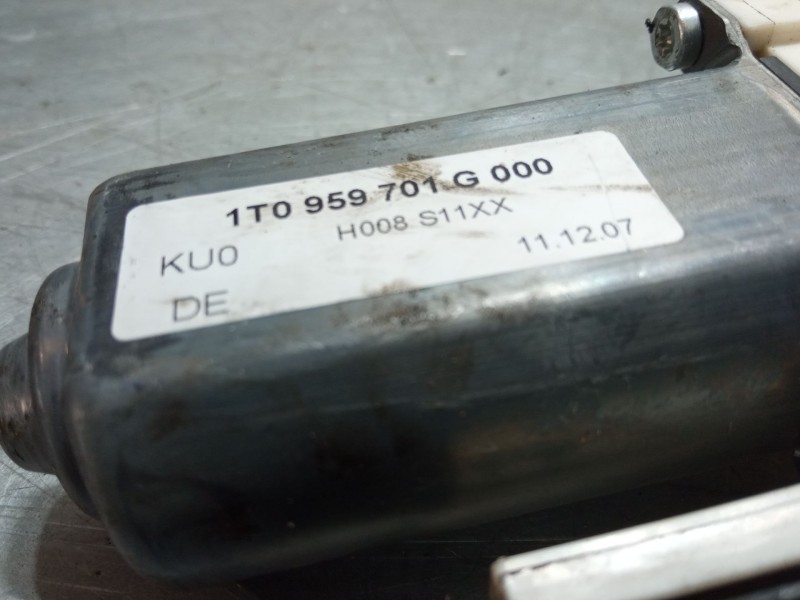 1T0 959 701 G 000
H008 S11XX
KU0 11.12.07
DE